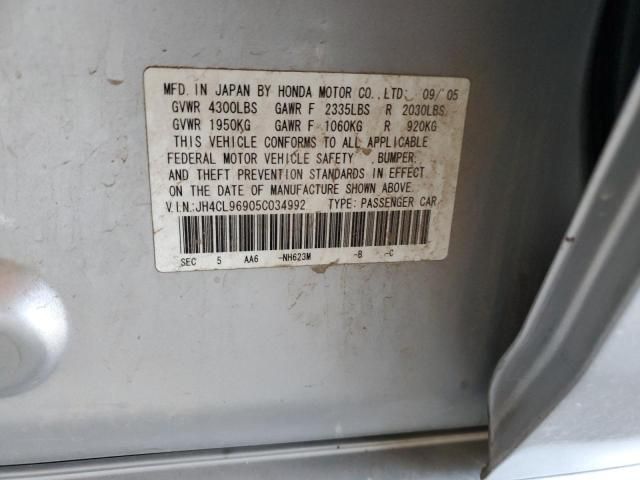 MFD. IN JAPAN BY HONDA MOTOR CO.,LTD. 09/'05
GVWR 4300LBS GAWR F 2335LBS R 2030LBS
GVWR 1950KG GAWR F 1060KG R 920KG
THIS VEHICLE CONFORMS TO ALL APPLICABLE
FEDERAL MOTOR VEHICLE SAFETY ,BUMPER,
AND THEFT PREVENTION STANDARDS IN EFFECT
ON THE DATE OF MANUFACTURE SHOWN ABOVE.
V.I.N.:JH4CL96905C034992 TYPE: PASSENGER CAR
SEC 5 AA6 -NH623M -B -C